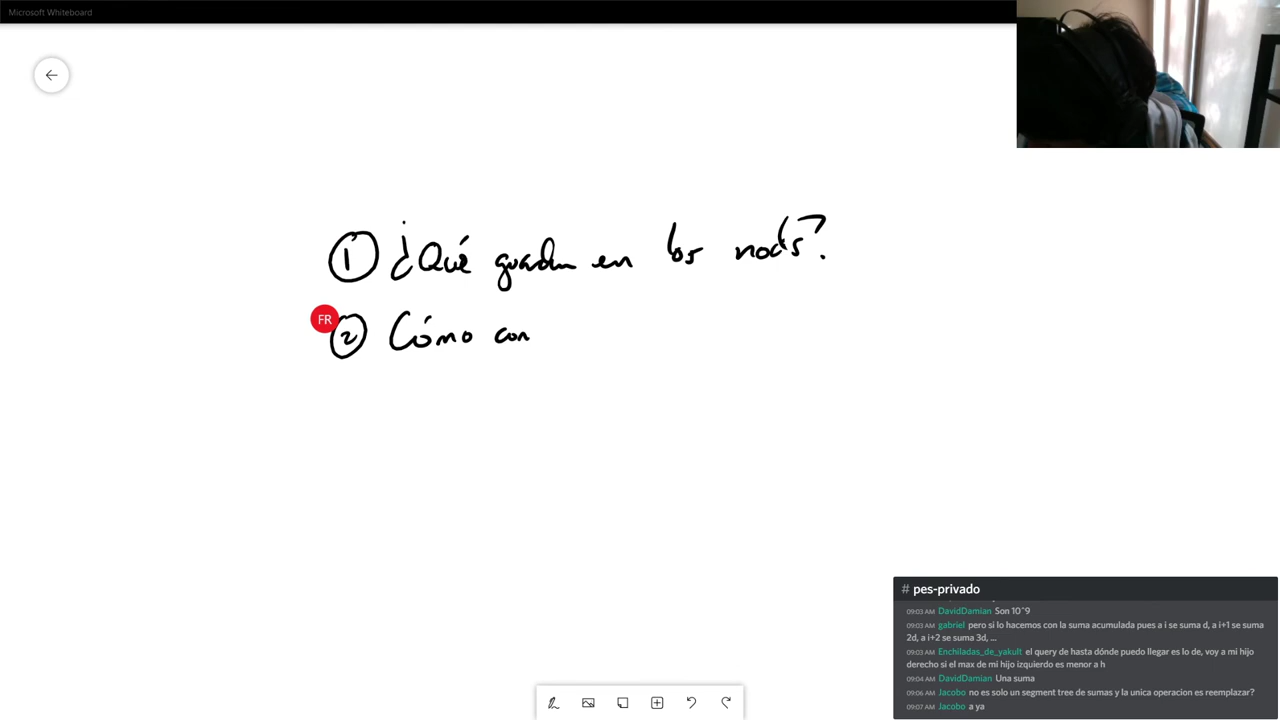 Microsoft Whiteboard
① ¿Qué guardan en los nodos?
FR
② Cómo con
# pes-privado
09:03 AM DavidDamian Son 10^9
09:03 AM gabriel pero si lo hacemos con la suma acumulada pues a i se suma d, a i+1 se suma
2d, a i+2 se suma 3d, ...
09:03 AM Enchiladas_de_yakult el query de hasta dónde puedo llegar es lo de, voy a mi hijo
derecho si el max de mi hijo izquierdo es menor a h
09:04 AM DavidDamian Una suma
09:06 AM Jacobo no es solo un segment tree de sumas y la unica operacion es reemplazar?
09:07 AM Jacobo a ya